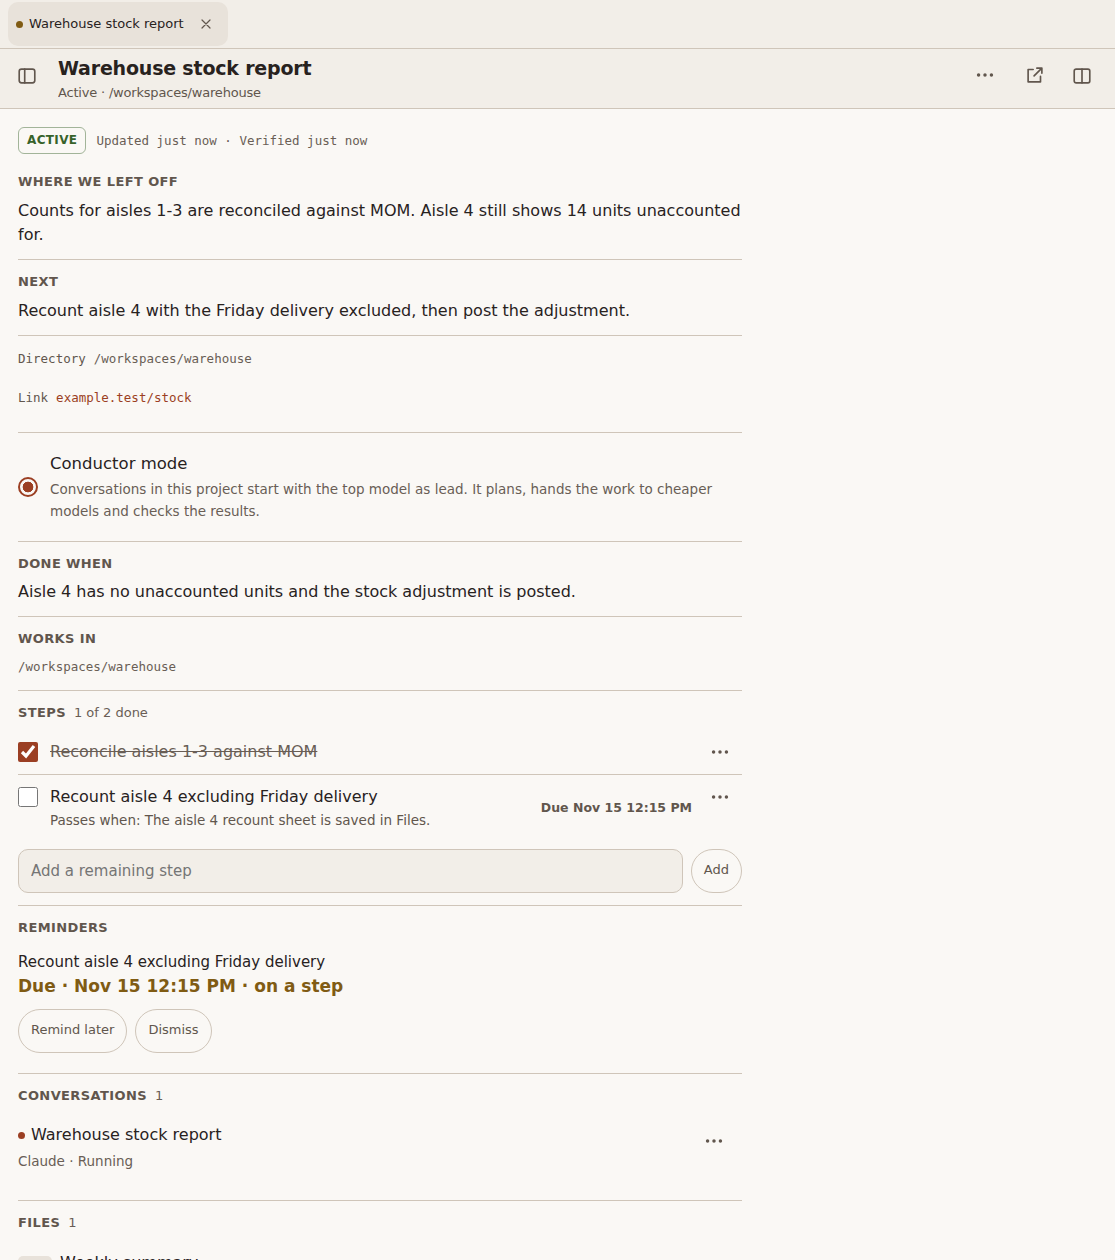 Warehouse stock report
Warehouse stock report
Active · /workspaces/warehouse
ACTIVE Updated just now · Verified just now
WHERE WE LEFT OFF
Counts for aisles 1-3 are reconciled against MOM. Aisle 4 still shows 14 units unaccounted
for.
NEXT
Recount aisle 4 with the Friday delivery excluded, then post the adjustment.
Directory /workspaces/warehouse
Link example.test/stock
Conductor mode
Conversations in this project start with the top model as lead. It plans, hands the work to cheaper
models and checks the results.
DONE WHEN
Aisle 4 has no unaccounted units and the stock adjustment is posted.
WORKS IN
/workspaces/warehouse
STEPS 1 of 2 done
Reconcile aisles 1-3 against MOM
Recount aisle 4 excluding Friday delivery
Due Nov 15 12:15 PM
Passes when: The aisle 4 recount sheet is saved in Files.
Add a remaining step Add
REMINDERS
Recount aisle 4 excluding Friday delivery
Due · Nov 15 12:15 PM · on a step
Remind later Dismiss
CONVERSATIONS 1
Warehouse stock report
Claude · Running
FILES 1